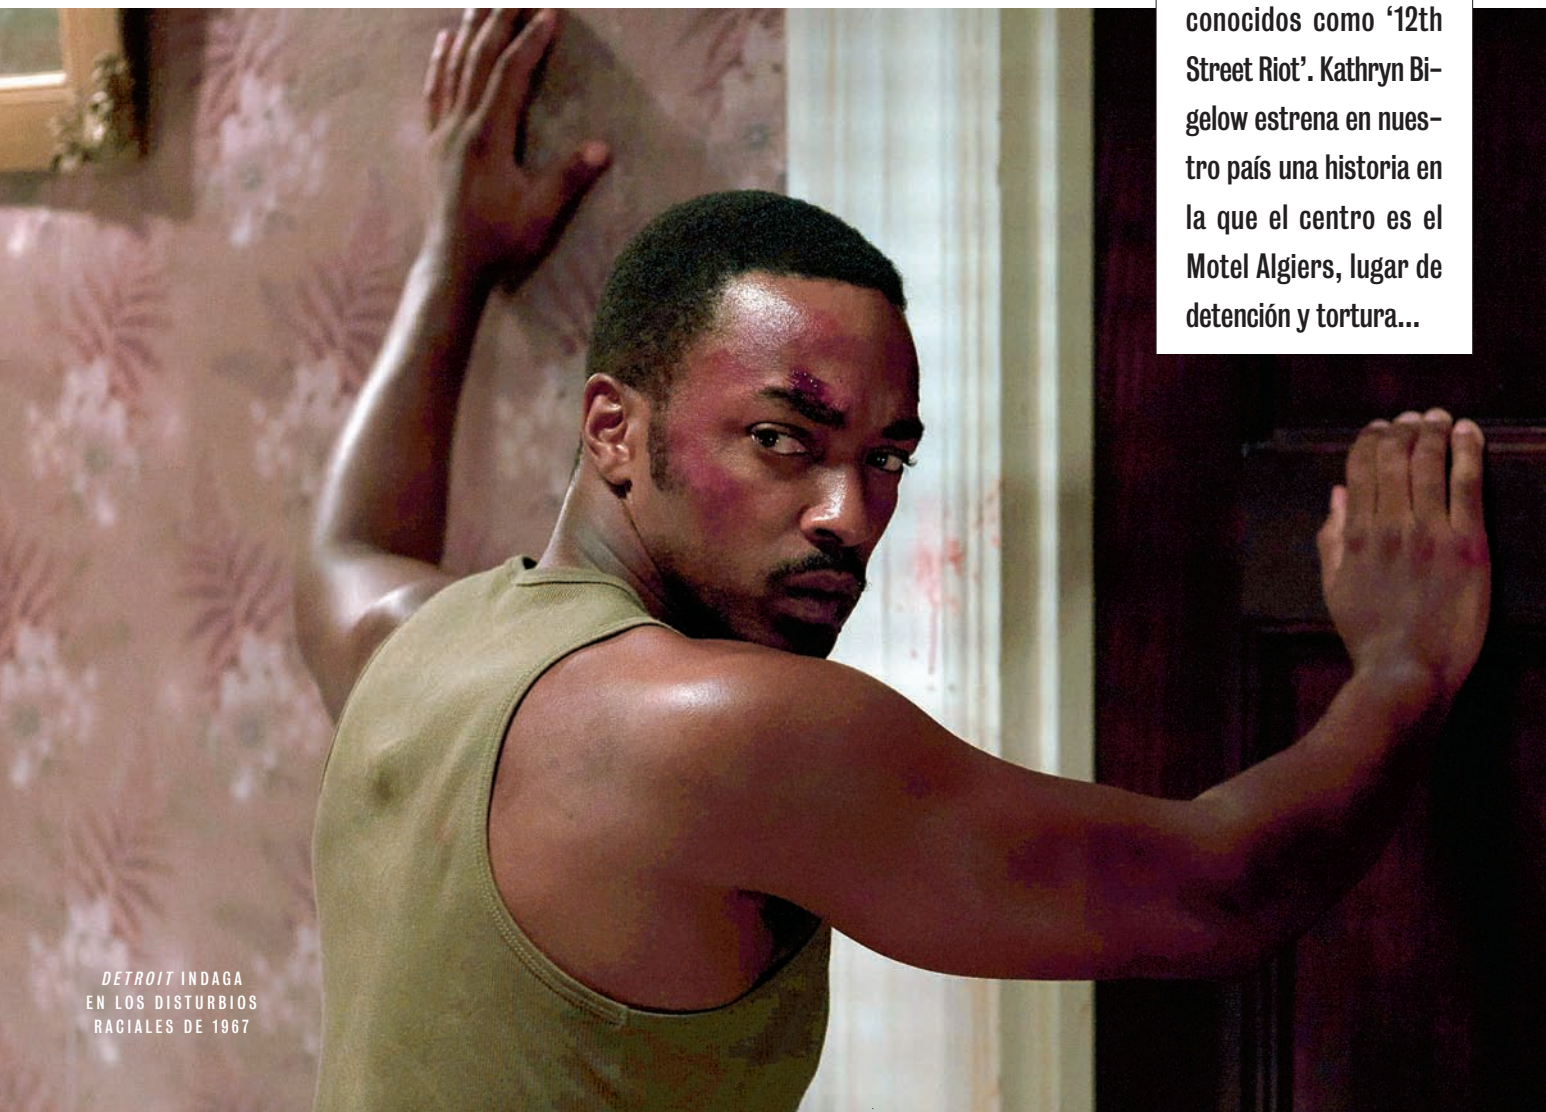 conocidos como ‘12th
Street Riot’. Kathryn Bi-
gelow estrena en nues-
tro país una historia en
la que el centro es el
Motel Algiers, lugar de
detención y tortura...
DETROIT INDAGA
EN LOS DISTURBIOS
RACIALES DE 1967